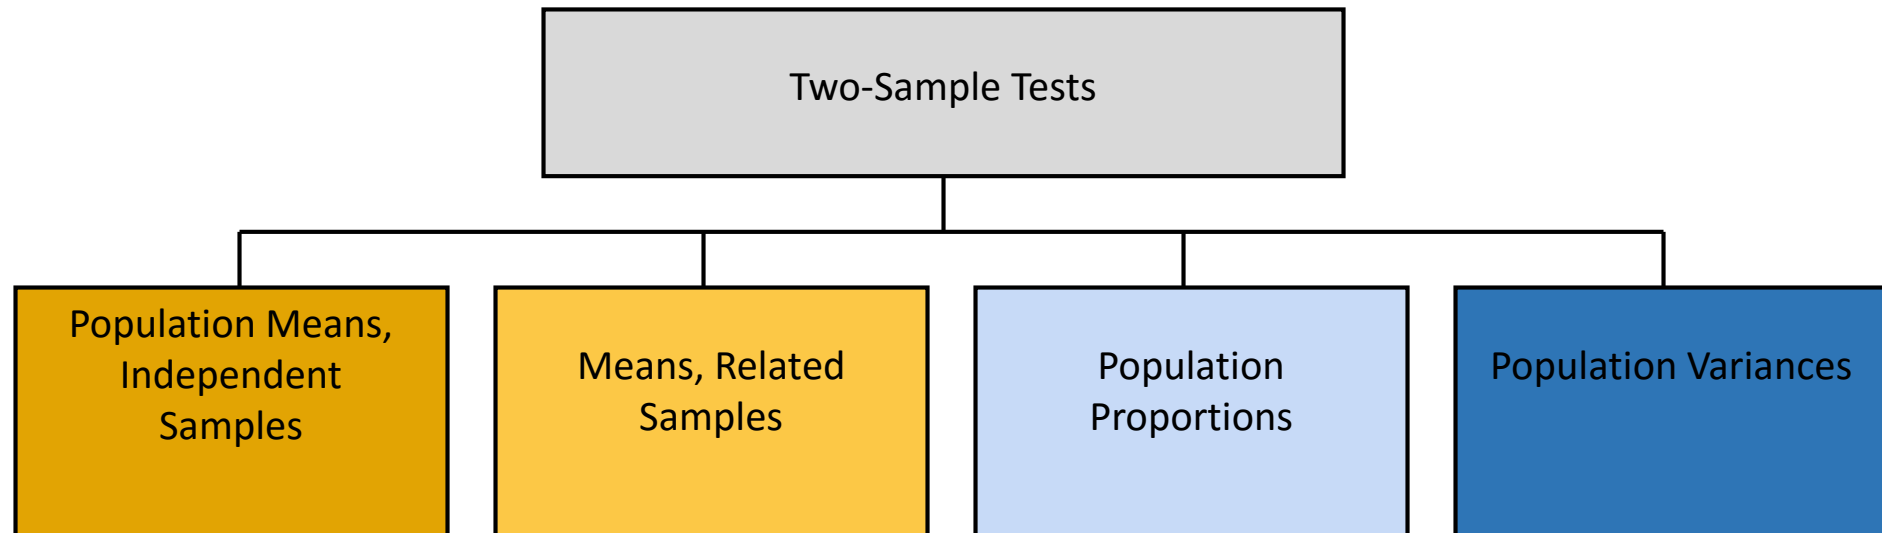 Two-Sample Tests
Population Means,
Independent
Samples
Means, Related
Samples
Population
Proportions
Population Variances